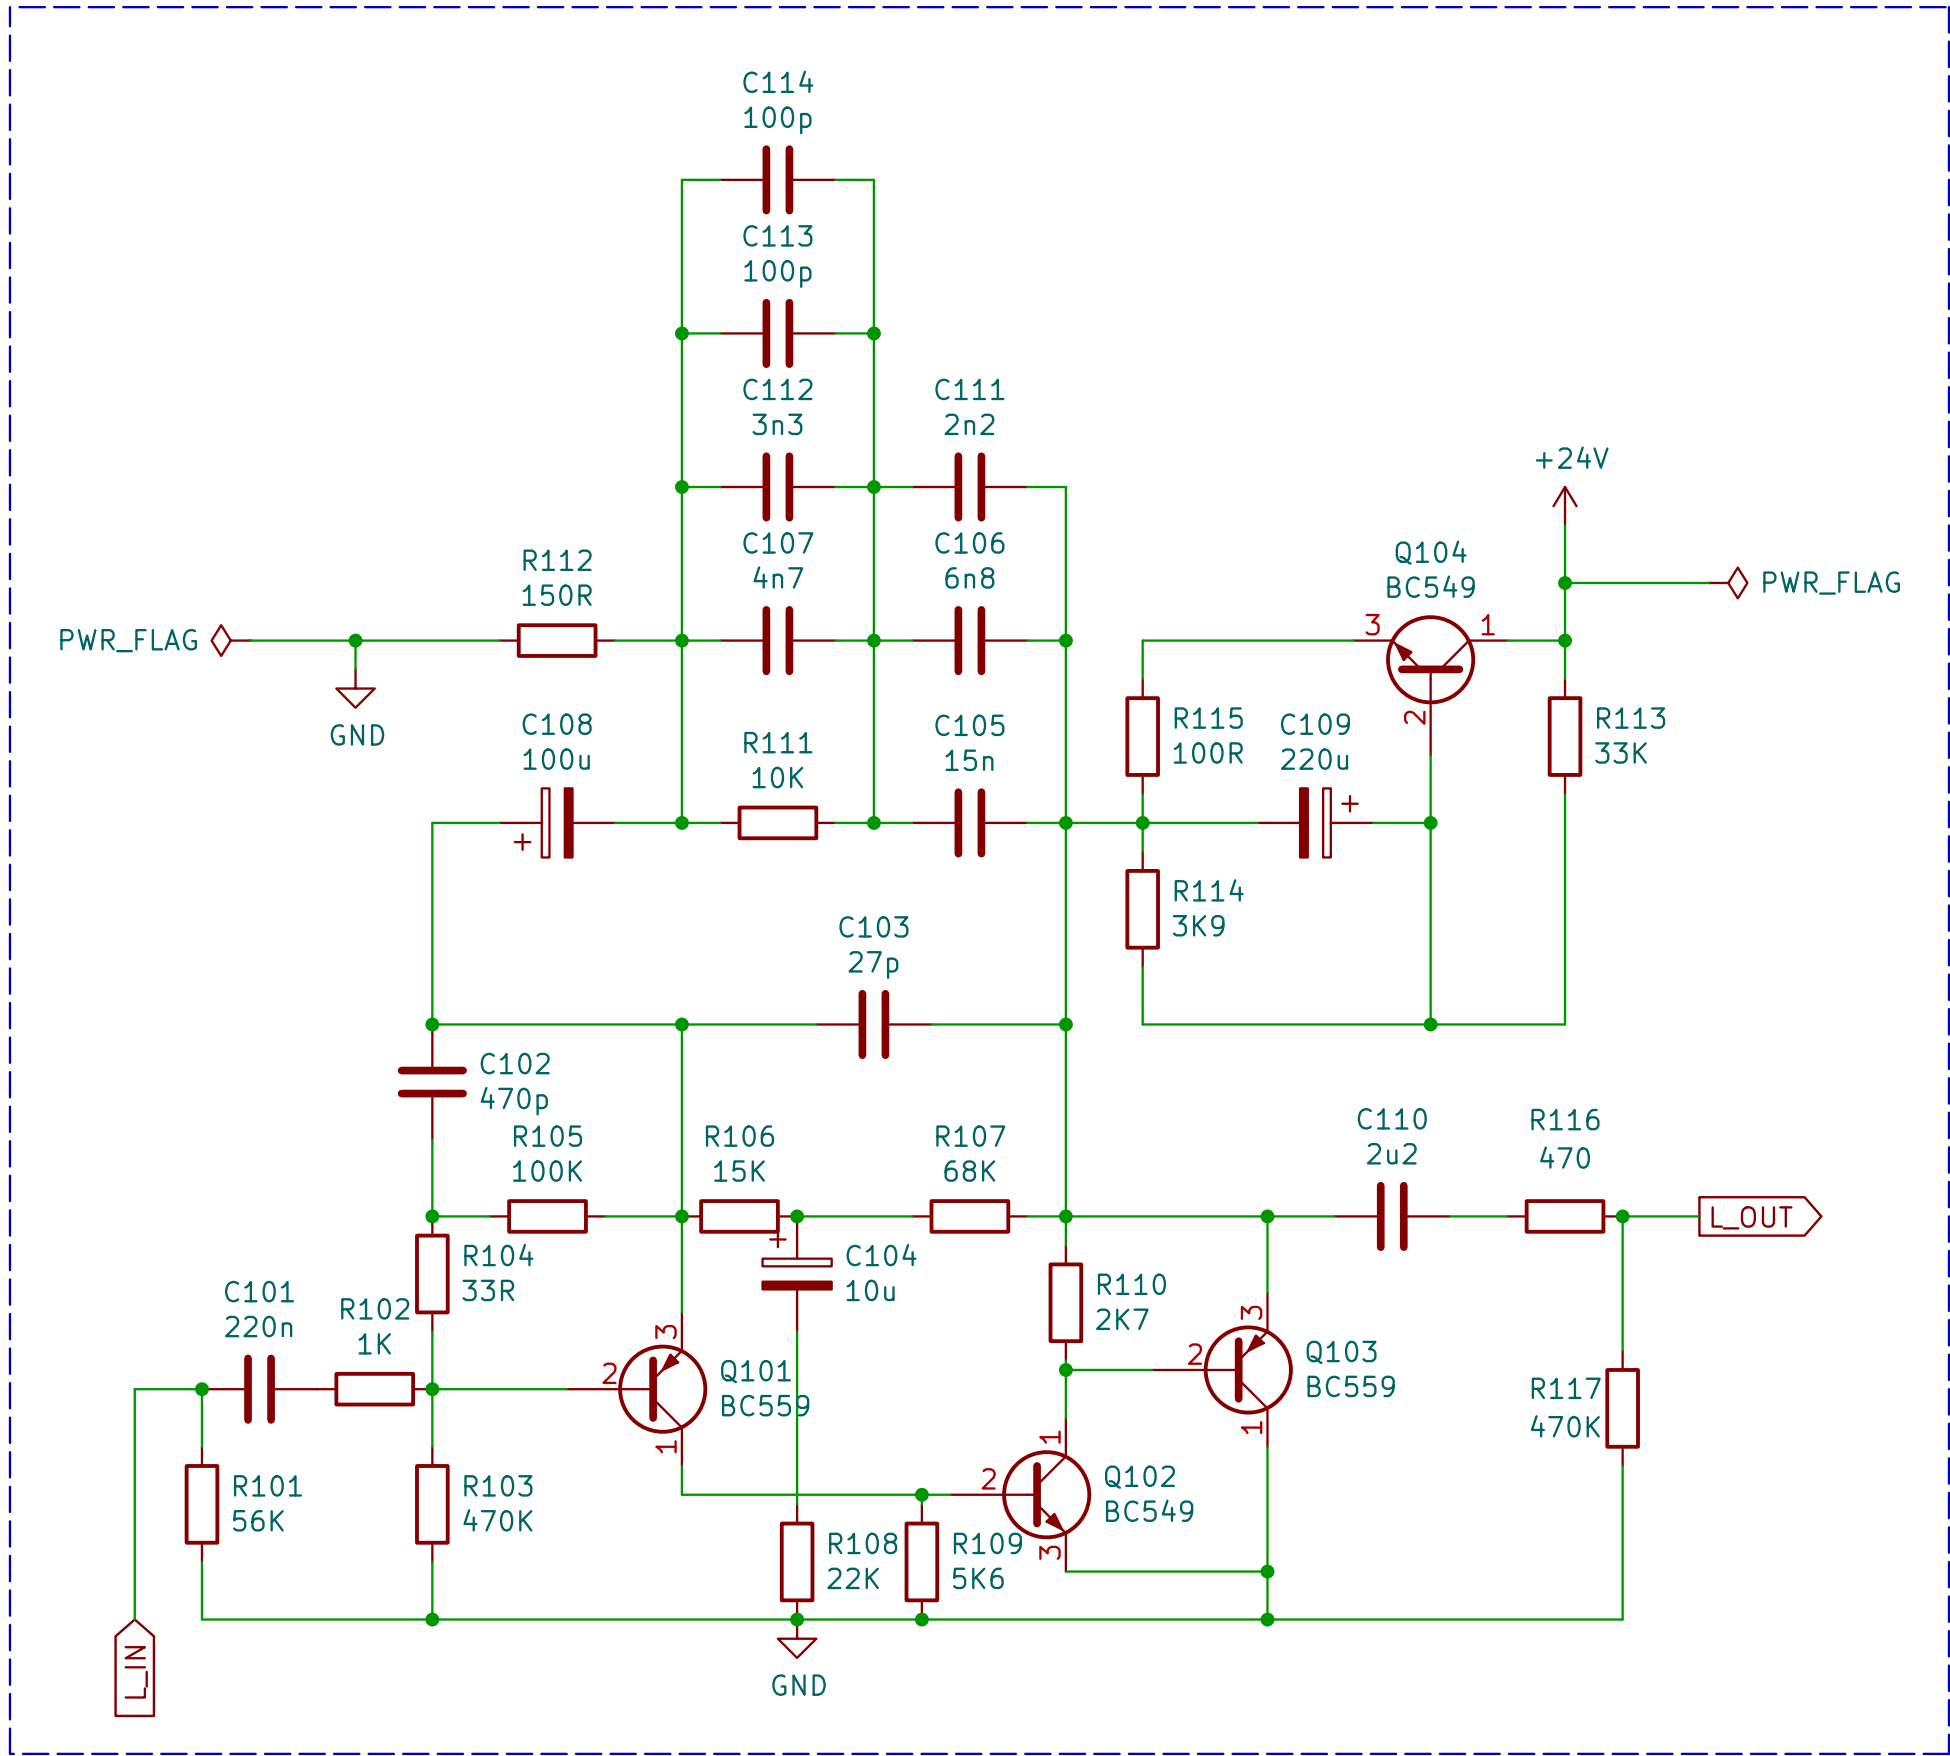 C114
100p
C113
100p
C112
3n3
C111
2n2
+24V
C107
4n7
C106
6n8
Q104
BC549
R112
150R
PWR_FLAG
PWR_FLAG
3
1
2
GND
C108
100u
+
R111
10K
C105
15n
R115
100R
C109
220u
+
R113
33K
R114
3K9
C103
27p
C102
470p
R105
100K
R106
15K
R107
68K
C110
2u2
R116
470
L_OUT
R104
33R
+
C104
10u
R110
2K7
C101
220n
R102
1K
3
2
1
Q101
BC559
3
2
1
Q103
BC559
R117
470K
R101
56K
R103
470K
1
2
3
Q102
BC549
R108
22K
R109
5K6
L_IN
GND